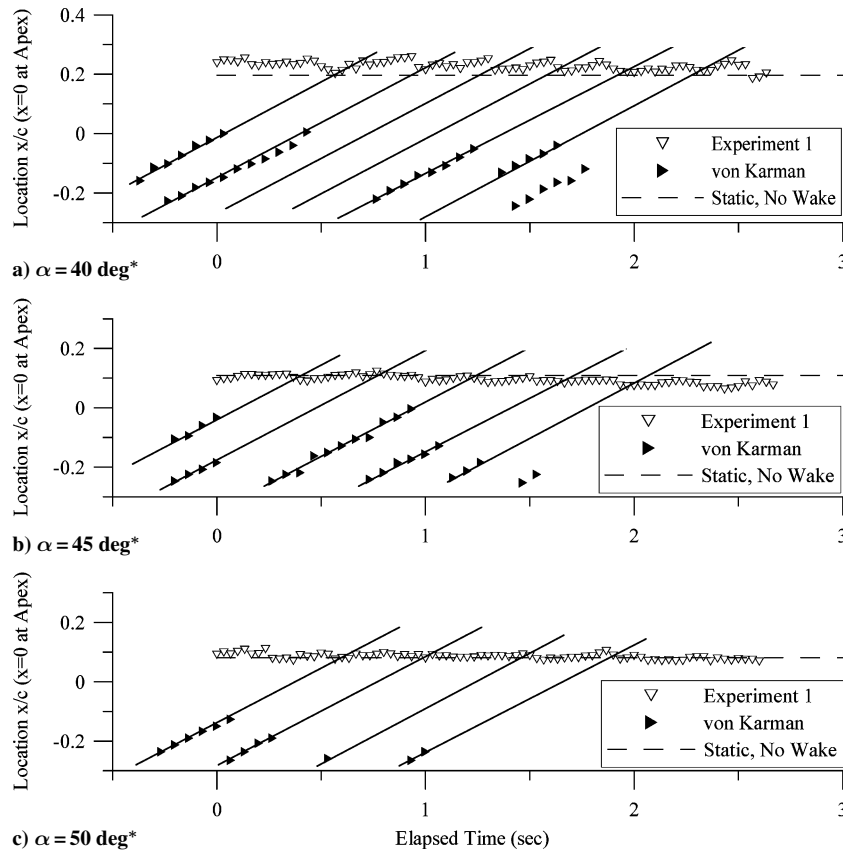 0.4
0.2
0
-0.2
Location x/c (x=0 at Apex)
Experiment 1
von Karman
Static, No Wake
0
1
2
3
a) α = 40 deg*
0.2
0
-0.2
Location x/c (x=0 at Apex)
Experiment 1
von Karman
Static, No Wake
0
1
2
3
b) α = 45 deg*
0.2
0
-0.2
Location x/c (x=0 at Apex)
Experiment 1
von Karman
Static, No Wake
0
1
2
3
c) α = 50 deg*
Elapsed Time (sec)